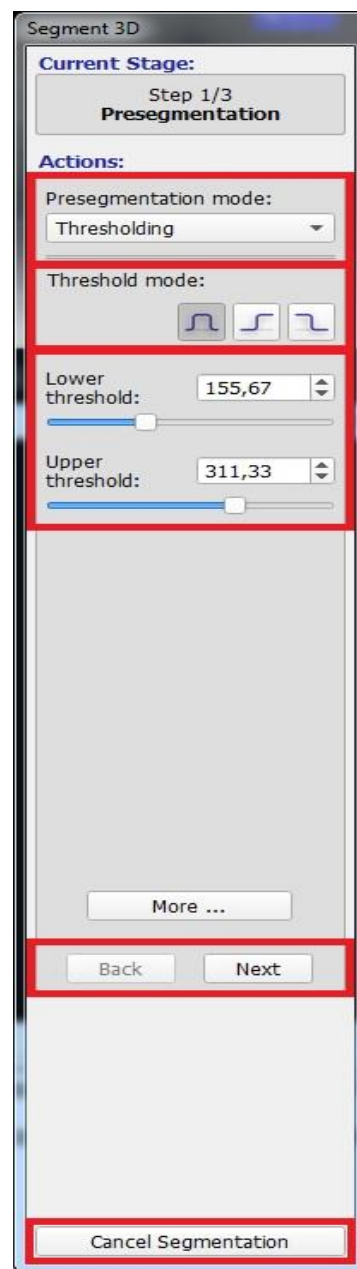 Segment 3D
Current Stage:
Step 1/3
Presegmentation
Actions:
Presegmentation mode:
Thresholding
Threshold mode:
Lower
threshold:
155,67
Upper
threshold:
311,33
More ...
Back Next
Cancel Segmentation